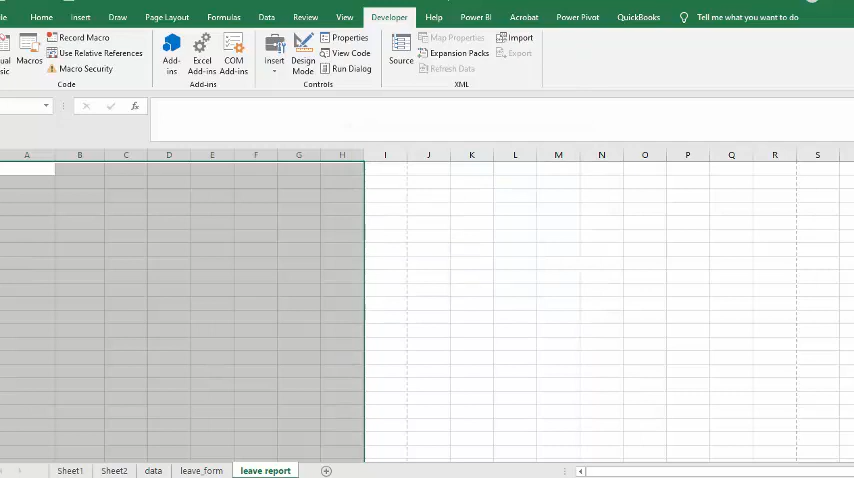 le Home Insert Draw Page Layout Formulas Data Review View Developer Help Power BI Acrobat Power Pivot QuickBooks Tell me what you want to do
ual sic
Macros
Record Macro
Use Relative References
Macro Security
Code
Add-
ins
Excel
Add-ins
COM
Add-ins
Add-ins
Insert
Design
Mode
Properties
View Code
Run Dialog
Controls
Source
Map Properties
Expansion Packs
Refresh Data
Import
Export
XML
fx
A B C D E F G H I J K L M N O P Q R S
Sheet1 Sheet2 data leave_form leave report